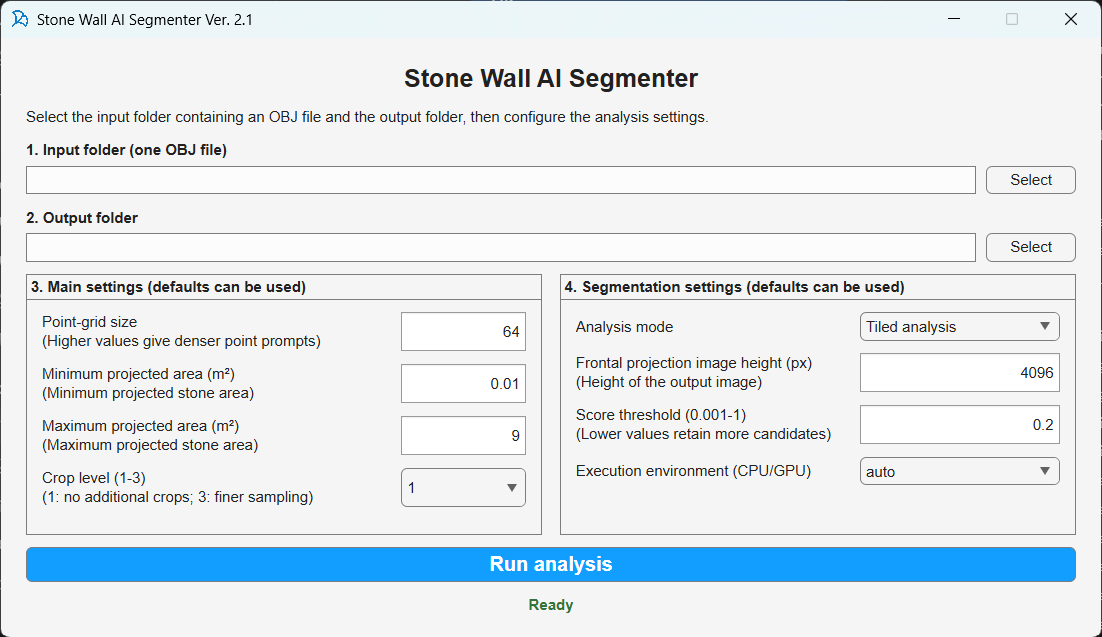 Stone Wall AI Segmenter Ver. 2.1
Stone Wall AI Segmenter
Select the input folder containing an OBJ file and the output folder, then configure the analysis settings.
1. Input folder (one OBJ file)
Select
2. Output folder
Select
3. Main settings (defaults can be used)
Point-grid size
(Higher values give denser point prompts)
64
Minimum projected area (m²)
(Minimum projected stone area)
0.01
Maximum projected area (m²)
(Maximum projected stone area)
9
Crop level (1-3)
(1: no additional crops; 3: finer sampling)
1
4. Segmentation settings (defaults can be used)
Analysis mode
Tiled analysis
Frontal projection image height (px)
(Height of the output image)
4096
Score threshold (0.001-1)
(Lower values retain more candidates)
0.2
Execution environment (CPU/GPU)
auto
Run analysis
Ready